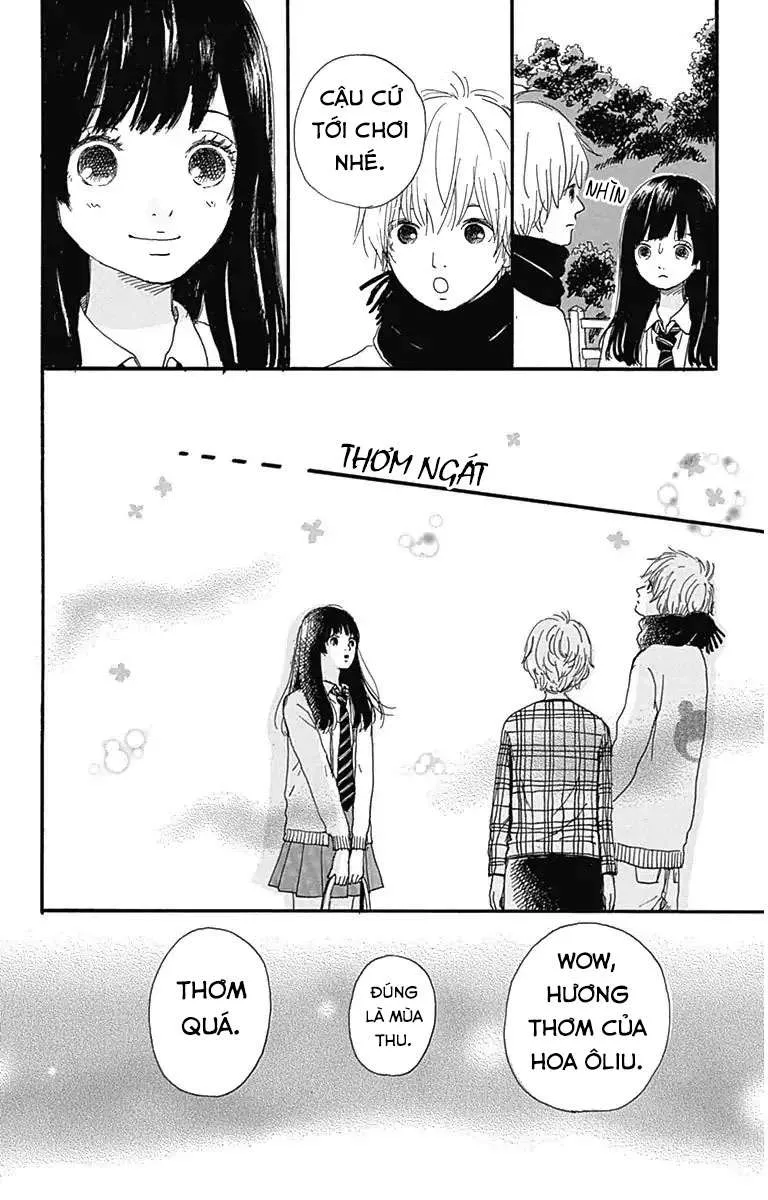 NHÌN
CẬU CỨ
TỚI CHƠI
NHÉ.
THƠM NGÁT
WOW,
HƯƠNG
THƠM CỦA
HOA ÔLIU.
ĐÚNG
LÀ MÙA
THU.
THƠM
QUÁ.